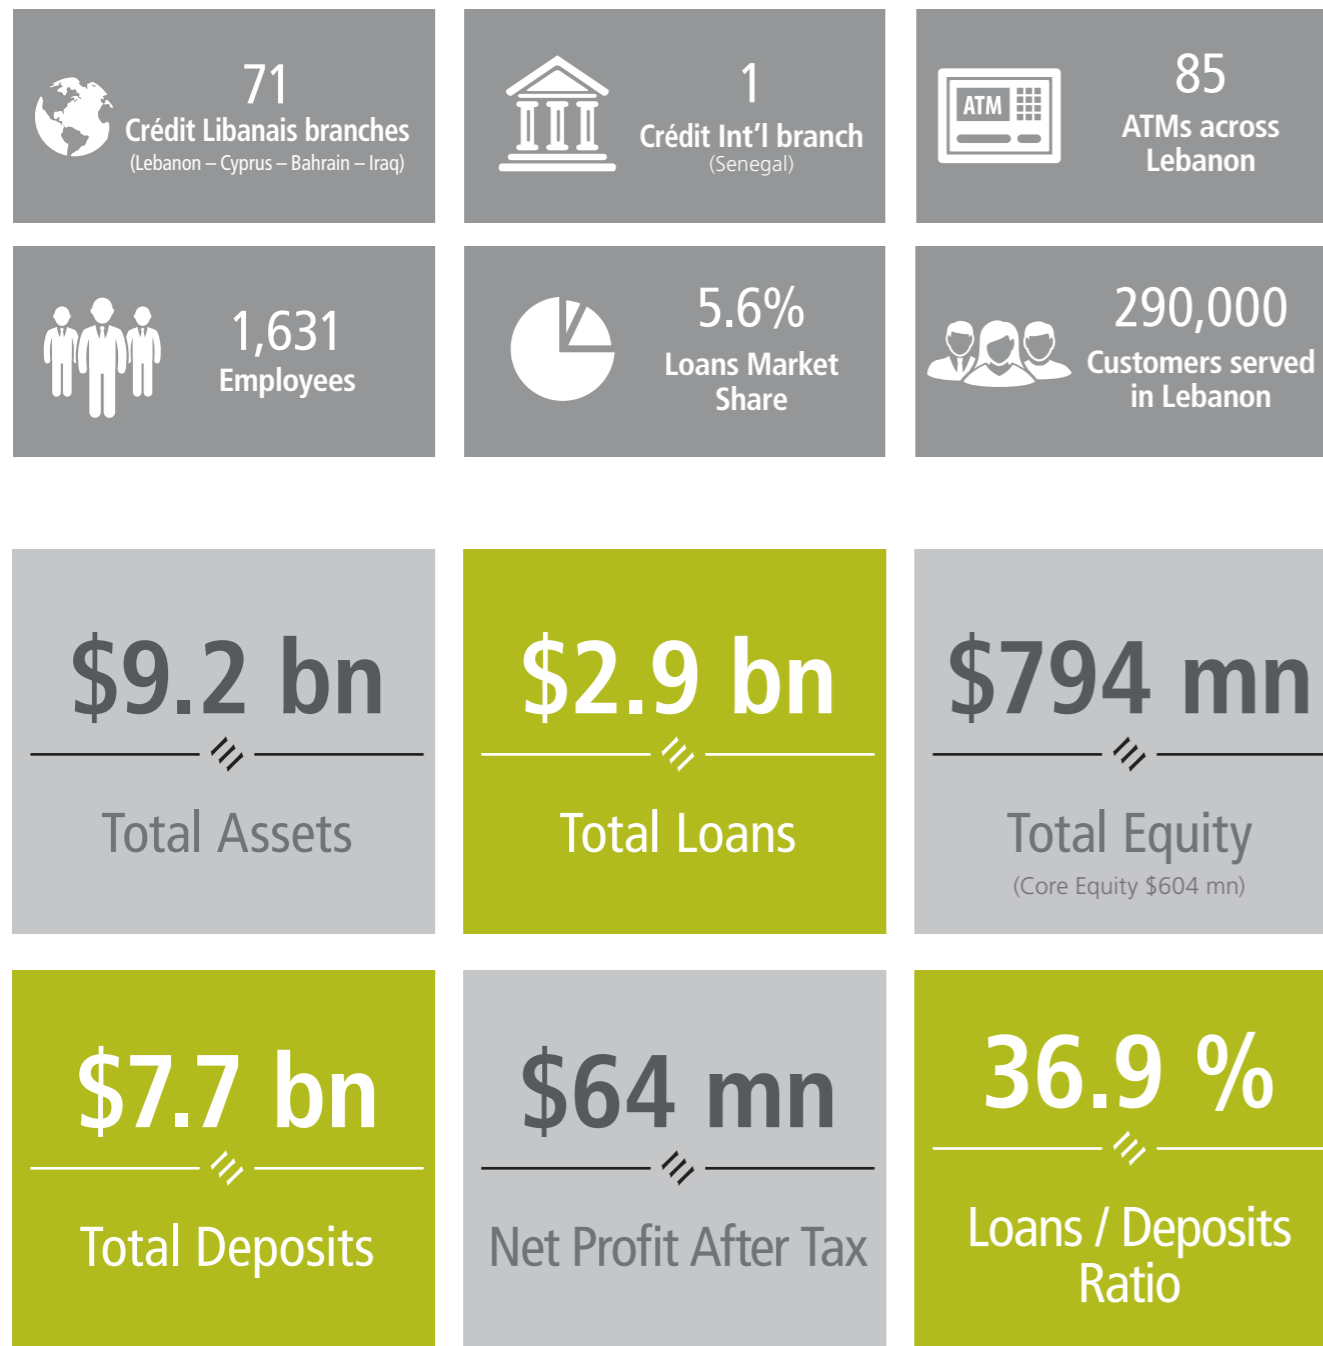 71
Crédit Libanais branches
(Lebanon – Cyprus – Bahrain – Iraq)
1
Crédit Int'l branch
(Senegal)
ATM
85
ATMs across
Lebanon
1,631
Employees
5.6%
Loans Market
Share
290,000
Customers served
in Lebanon
$9.2 bn
Total Assets
$2.9 bn
Total Loans
$794 mn
Total Equity
(Core Equity $604 mn)
$7.7 bn
Total Deposits
$64 mn
Net Profit After Tax
36.9 %
Loans / Deposits
Ratio